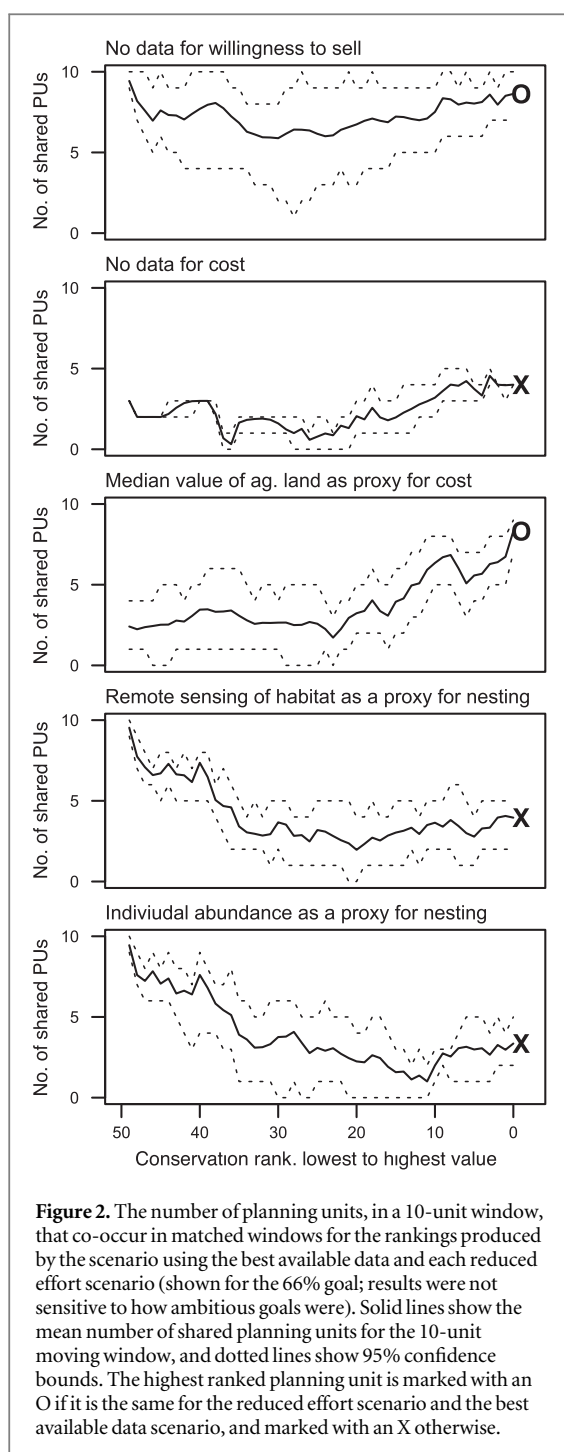 No data for willingness to sell
10
5
0
No. of shared PUs
O
No data for cost
10
5
0
No. of shared PUs
X
Median value of ag. land as proxy for cost
10
5
0
No. of shared PUs
O
Remote sensing of habitat as a proxy for nesting
10
5
0
No. of shared PUs
X
Indiviudal abundance as a proxy for nesting
10
5
0
No. of shared PUs
X
50 40 30 20 10 0
Conservation rank. lowest to highest value
Figure 2. The number of planning units, in a 10-unit window,
that co-occur in matched windows for the rankings produced
by the scenario using the best available data and each reduced
effort scenario (shown for the 66% goal; results were not
sensitive to how ambitious goals were). Solid lines show the
mean number of shared planning units for the 10-unit
moving window, and dotted lines show 95% confidence
bounds. The highest ranked planning unit is marked with an
O if it is the same for the reduced effort scenario and the best
available data scenario, and marked with an X otherwise.